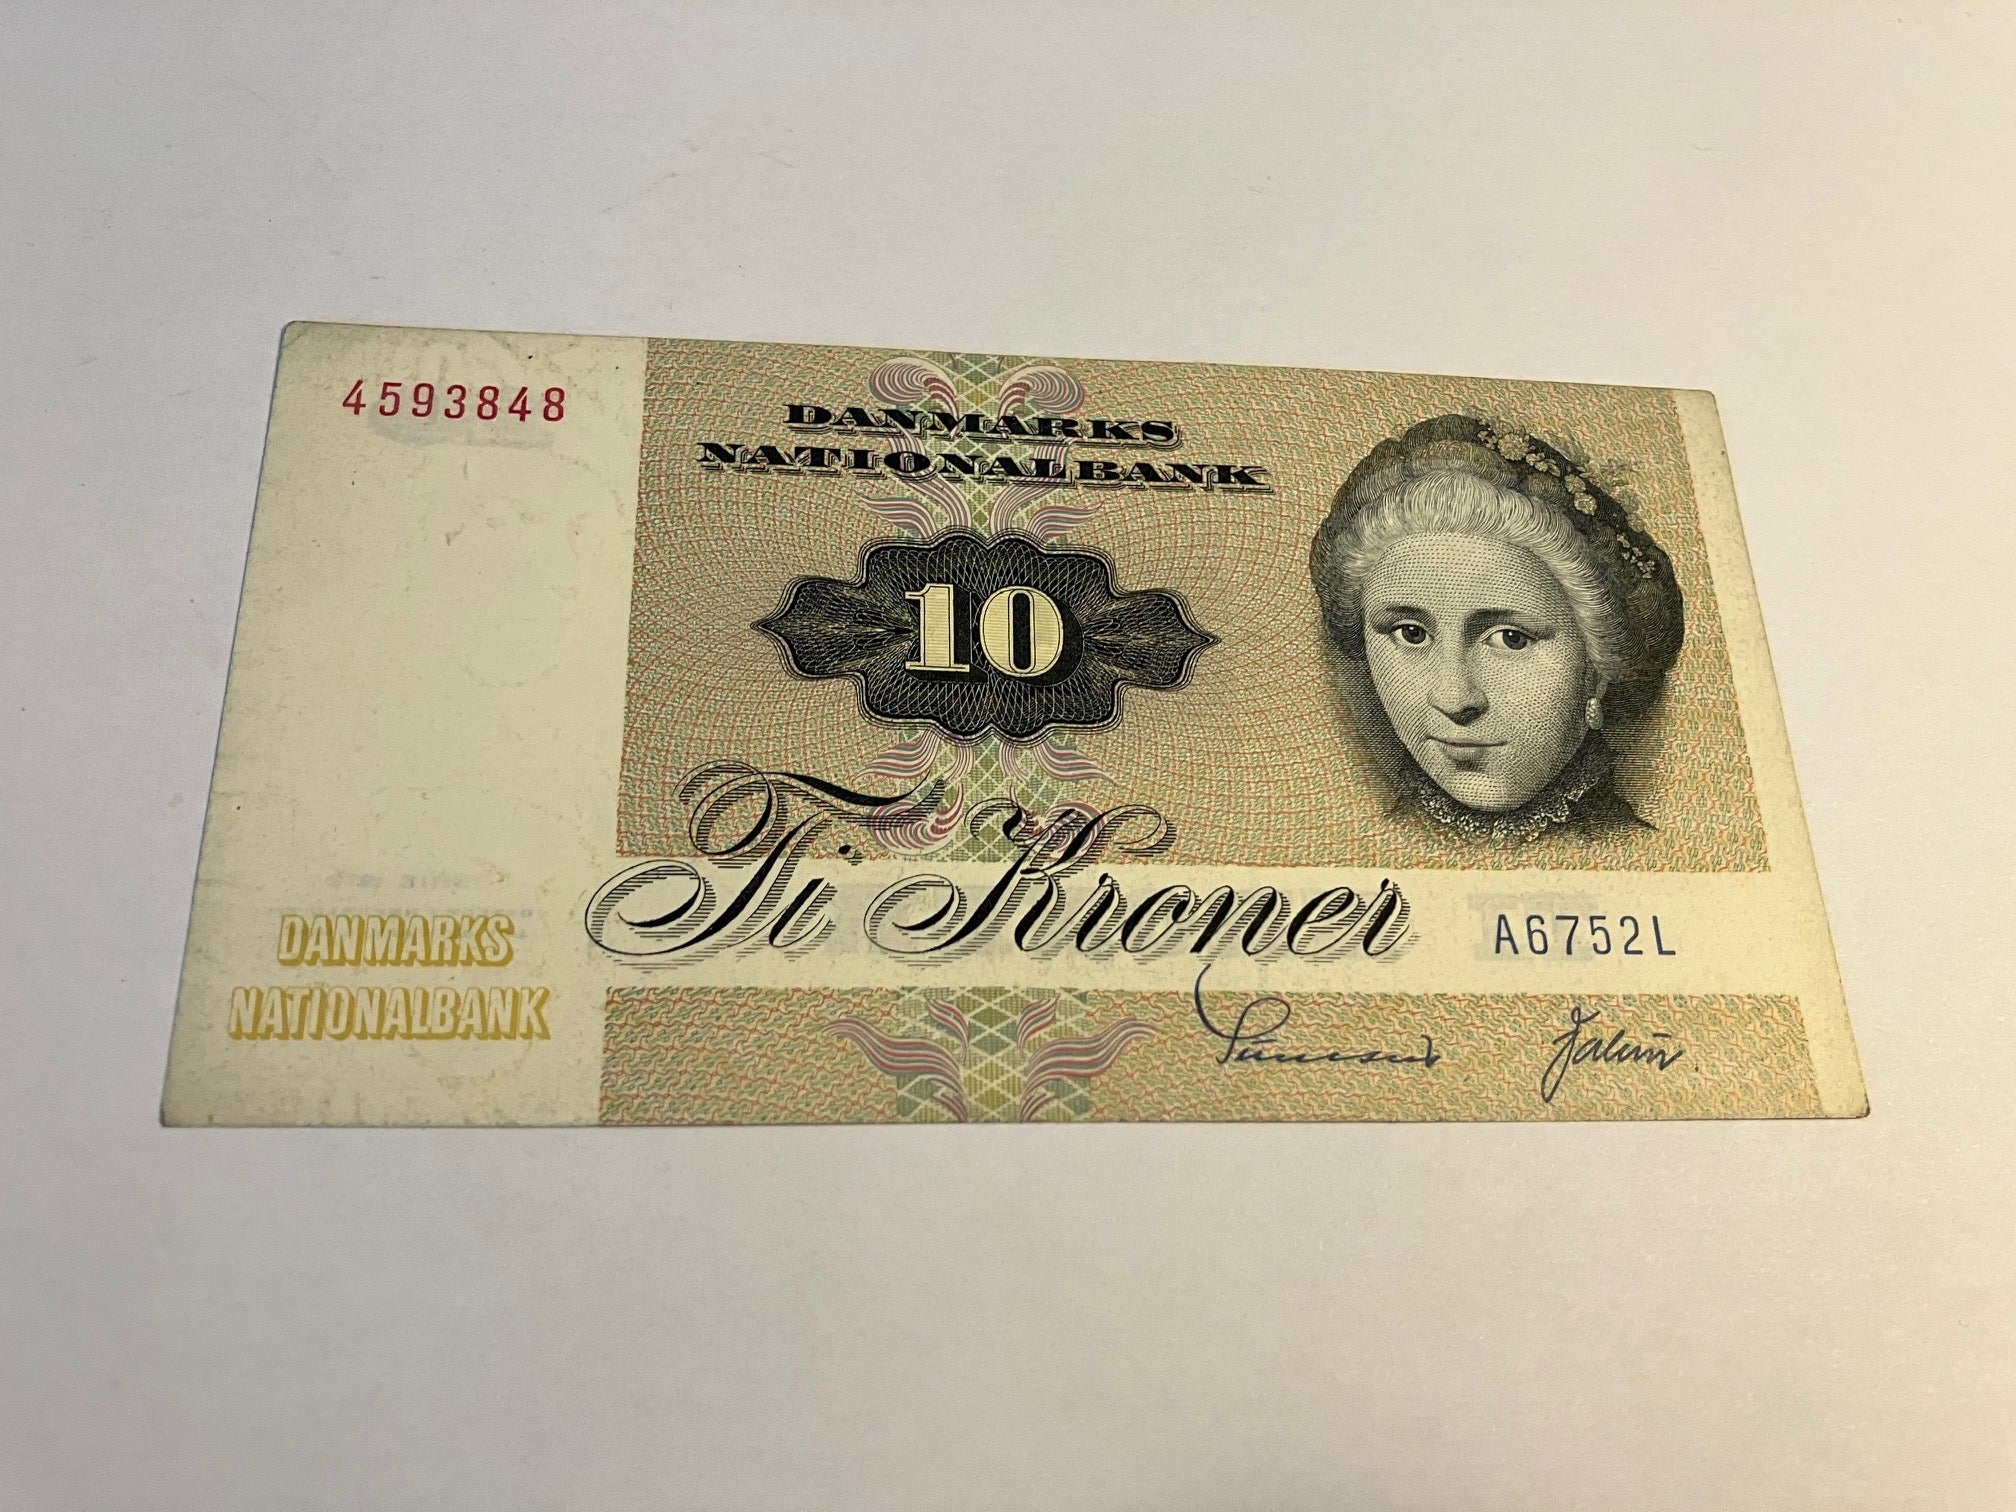 4593848
DANMARKS
NATIONALBANK
10
Ti Kroner
A6752L
DANMARKS
NATIONALBANK